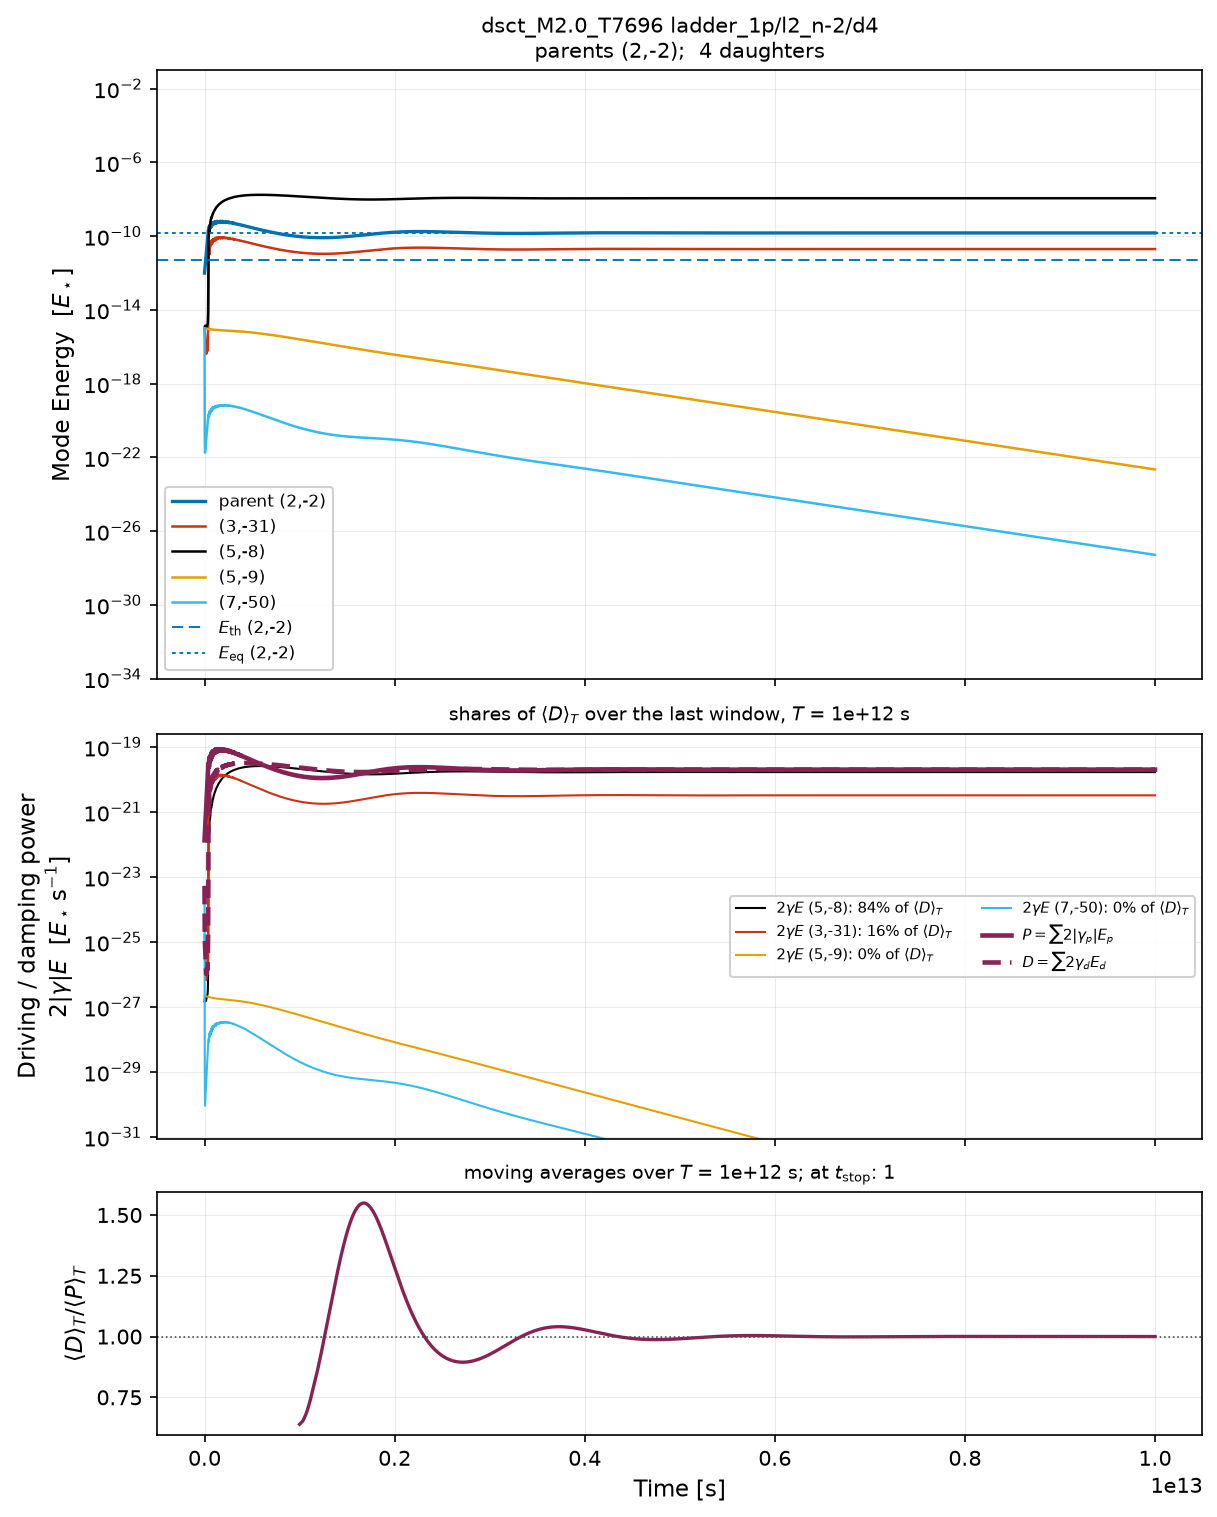 dsct_M2.0_T7696 ladder_1p/l2_n-2/d4
parents (2,-2);  4 daughters
Mode Energy [E⋆]
10⁻²
10⁻⁶
10⁻¹⁰
10⁻¹⁴
10⁻¹⁸
10⁻²²
10⁻²⁶
10⁻³⁰
10⁻³⁴
parent (2,-2)
(3,-31)
(5,-8)
(5,-9)
(7,-50)
E_th (2,-2)
E_eq (2,-2)
shares of ⟨D⟩_T over the last window, T = 1e+12 s
Driving / damping power
2|γ|E [E⋆ s⁻¹]
10⁻¹⁹
10⁻²¹
10⁻²³
10⁻²⁵
10⁻²⁷
10⁻²⁹
10⁻³¹
2γE (5,-8): 84% of ⟨D⟩_T
2γE (3,-31): 16% of ⟨D⟩_T
2γE (5,-9): 0% of ⟨D⟩_T
2γE (7,-50): 0% of ⟨D⟩_T
P = ∑2|γ_p|E_p
D = ∑2γ_dE_d
moving averages over T = 1e+12 s; at t_stop: 1
⟨D⟩_T/⟨P⟩_T
1.50
1.25
1.00
0.75
0.0 0.2 0.4 0.6 0.8 1.0
1e13
Time [s]